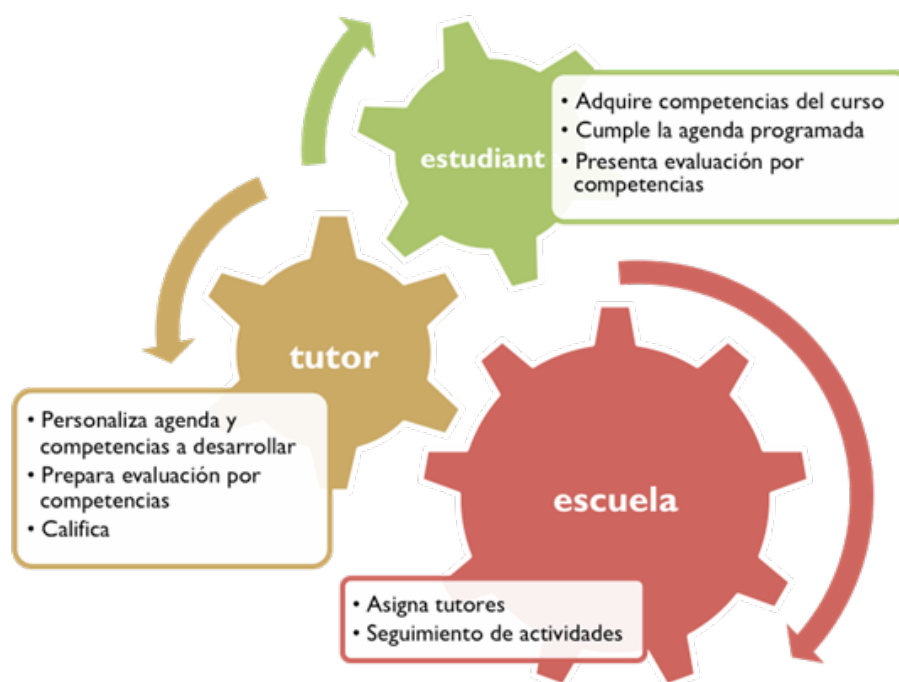 estudiant
• Adquire competencias del curso
• Cumple la agenda programada
• Presenta evaluación por
competencias
tutor
• Personaliza agenda y
competencias a desarrollar
• Prepara evaluación por
competencias
• Califica
escuela
• Asigna tutores
• Seguimiento de actividades